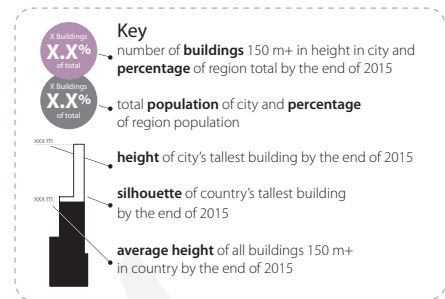 Key
X Buildings
X.X%
of total
number of buildings 150 m+ in height in city and
percentage of region total by the end of 2015
X Buildings
X.X%
of total
total population of city and percentage
of region population
xxx m
height of city's tallest building by the end of 2015
xxx m
silhouette of country's tallest building
by the end of 2015
average height of all buildings 150 m+
in country by the end of 2015